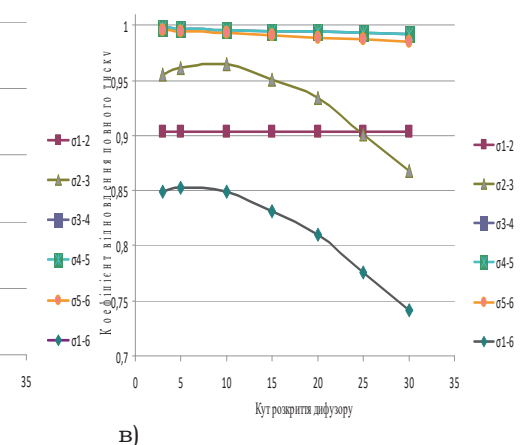 35
σ1-2
σ2-3
σ3-4
σ4-5
σ5-6
σ1-6
Коефіцієнт відновлення повного тиску
1
0,95
0,9
0,85
0,8
0,75
0,7
0
5
10
15
20
25
30
35
Кут розкриття дифузору
σ1-2
σ2-3
σ3-4
σ4-5
σ5-6
σ1-6
в)